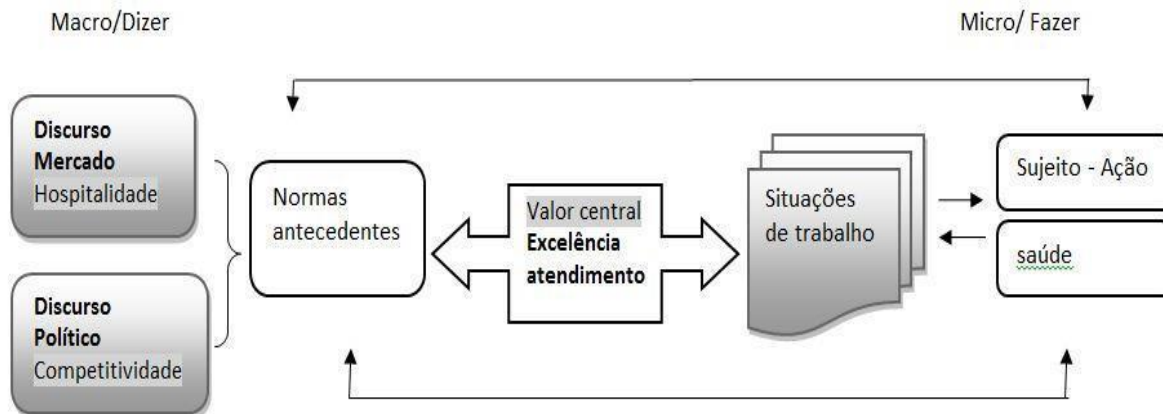 Macro/Dizer
Micro/ Fazer
Discurso
Mercado
Hospitalidade
Discurso
Político
Competitividade
Normas
antecedentes
Valor central
Excelência
atendimento
Situações
de trabalho
Sujeito - Ação
saúde